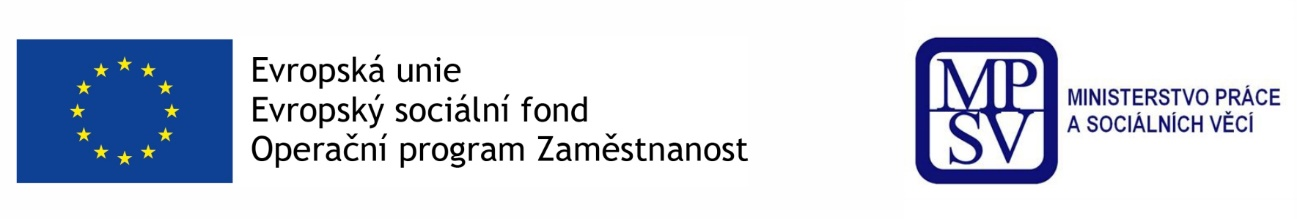 Evropská unie
Evropský sociální fond
Operační program Zaměstnanost
MP
SV
MINISTERSTVO PRÁCE
A SOCIÁLNÍCH VĚCÍ